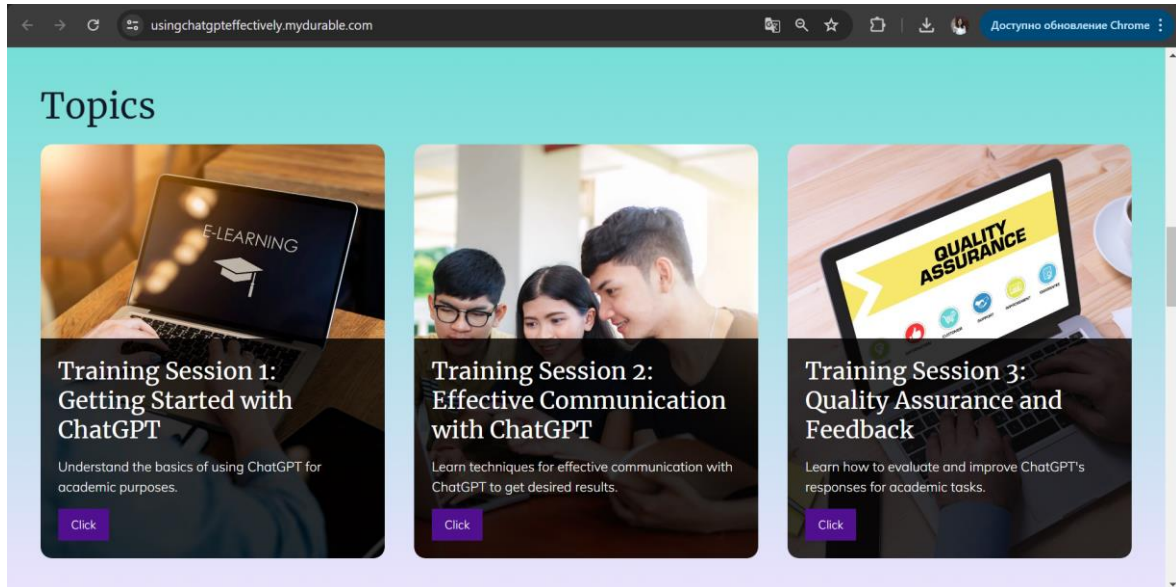 usingchatgpteffectively.mydurable.com
Доступно обновление Chrome
Topics
E-LEARNING
QUALITY
ASSURANCE
Training Session 1:
Getting Started with
ChatGPT
Understand the basics of using ChatGPT for
academic purposes.
Click
Training Session 2:
Effective Communication
with ChatGPT
Learn techniques for effective communication with
ChatGPT to get desired results.
Click
Training Session 3:
Quality Assurance and
Feedback
Learn how to evaluate and improve ChatGPT's
responses for academic tasks.
Click